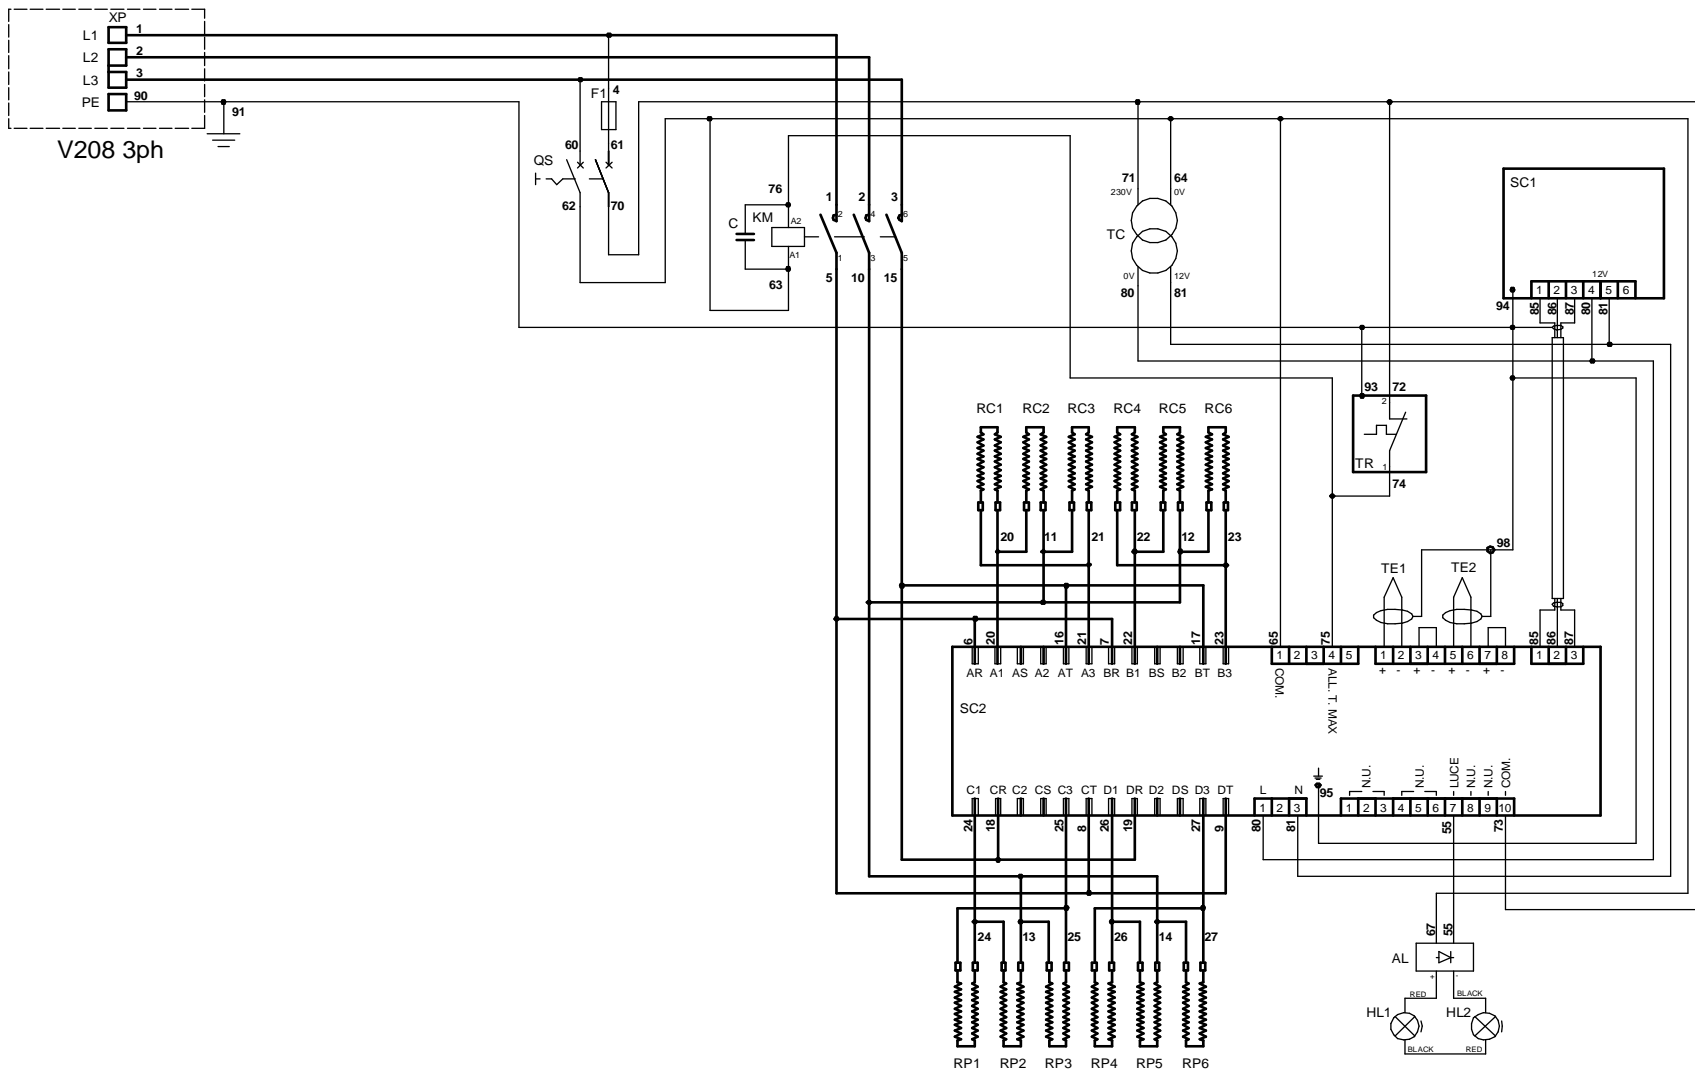 XP
L1 1
L2 2
L3 3
PE 90
91
V208 3ph
F1 4
60 61
QS
62 70
76
C KM A2
A1
63
1 2 3
2 4 6
1 3 5
5 10 15
71 64
230V 0V
TC
0V 12V
80 81
SC1
12V
1 2 3 4 5 6
94 85 86 87 80 81
93 72
2
TR 1
74
RC1 RC2 RC3 RC4 RC5 RC6
20 11 21 22 12 23
98
TE1 TE2
6 20 16 21 7 22 17 23 65 75 85 86 87
1 2 3 4 5
1 2 3 4 5 6 7 8
1 2 3
AR A1 AS A2 AT A3 BR B1 BS B2 BT B3
COM.
ALL. T. MAX
+ - + - + - + -
SC2
95
N.U. N.U. LUCE N.U. N.U. COM.
C1 CR C2 CS C3 CT D1 DR D2 DS D3 DT
L N
1 2 3
1 2 3 4 5 6 7 8 9 10
24 18 25 8 26 19 27 9 80 81 55 73
24 13 25 26 14 27
67 55
AL
+ -
RED BLACK
HL1 HL2
BLACK RED
RP1 RP2 RP3 RP4 RP5 RP6